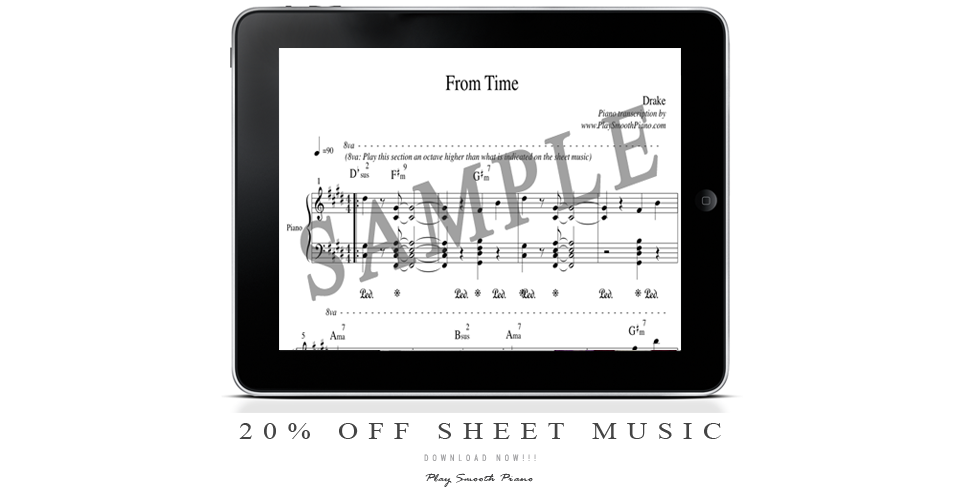 From Time
Drake
Piano transcription by
www.PlaySmoothPiano.com
=90
8va
(8va: Play this section an octave higher than what is indicated on the sheet music)
D sus 2 F#m 9 G#m 7
1
Piano
SAMPLE
Ped. Ped. Ped. Ped. Ped. Ped.
8va
5 Ama 7 Bsus 2 Ama 7 G#m 7
20% OFF SHEET MUSIC
DOWNLOAD NOW!!!
Play Smooth Piano